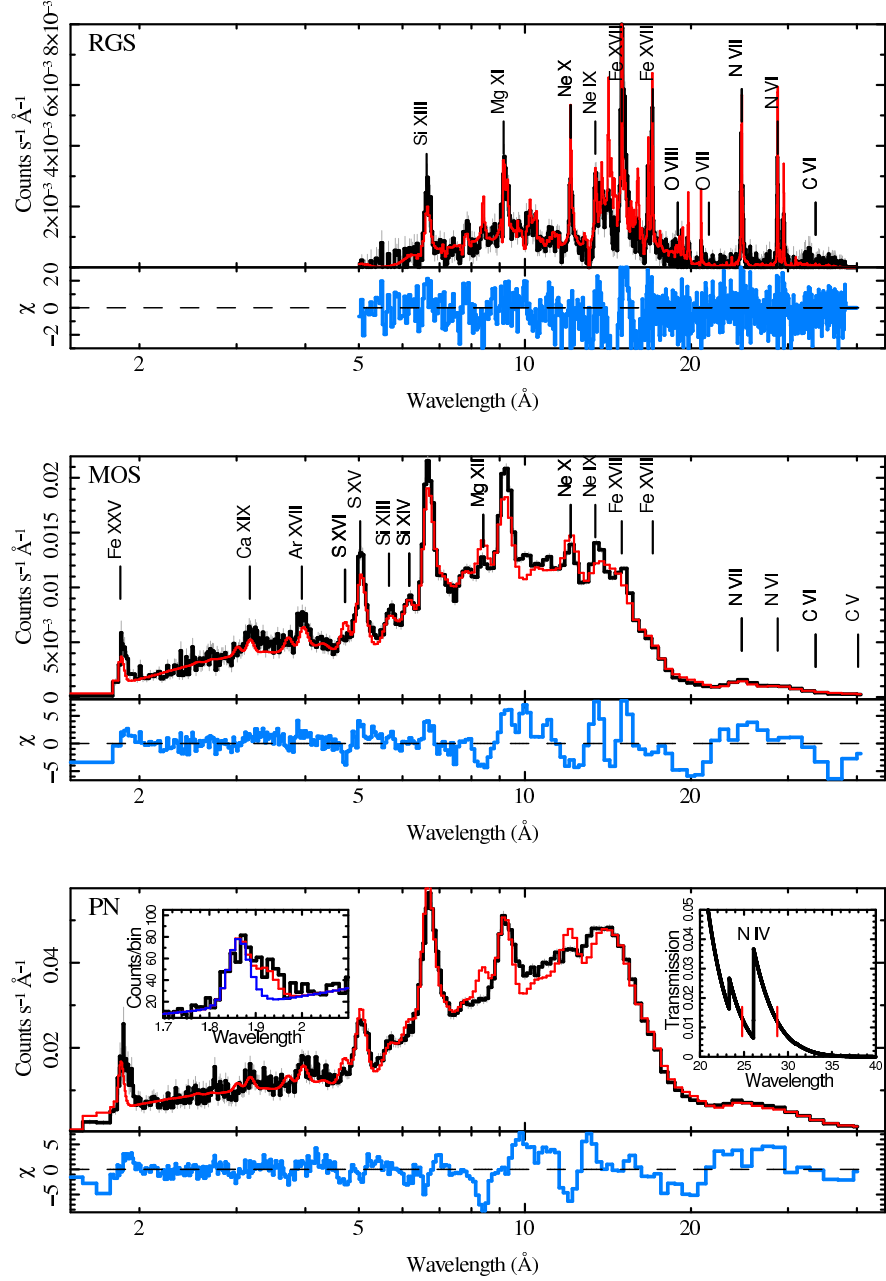 RGS
Si XIII
Mg XI
Ne X
Ne IX
Fe XVII
Fe XVII
O VIII
O VII
N VII
N VI
C VI
Counts s⁻¹ Å⁻¹
0 2×10⁻³ 4×10⁻³ 6×10⁻³ 8×10⁻³
χ
−2 0 2
2 5 10 20
Wavelength (Å)
MOS
Fe XXV
Ca XIX
Ar XVII
S XVI
S XV
Si XIII
Si XIV
Mg XII
Ne X
Ne IX
Fe XVII
Fe XVII
N VII
N VI
C VI
C V
Counts s⁻¹ Å⁻¹
0 5×10⁻³ 0.01 0.015 0.02
χ
−5 0 5
2 5 10 20
Wavelength (Å)
PN
Counts s⁻¹ Å⁻¹
0.02 0.04
Counts/bin
20 40 60 80 100
1.7 1.8 1.9 2
Wavelength
N IV
Transmission
0 0.01 0.02 0.03 0.04 0.05
20 25 30 35 40
Wavelength
χ
−5 0 5
2 5 10 20
Wavelength (Å)